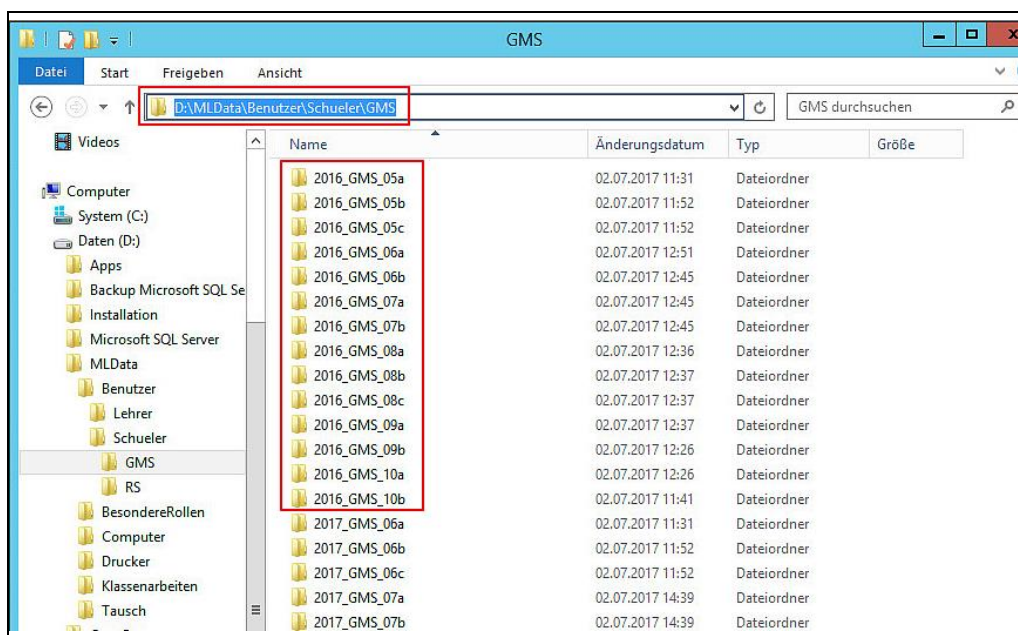 GMS
Datei Start Freigeben Ansicht
D:\MLData\Benutzer\Schueler\GMS GMS durchsuchen
Videos
Computer
System (C:)
Daten (D:)
Apps
Backup Microsoft SQL Se
Installation
Microsoft SQL Server
MLData
Benutzer
Lehrer
Schueler
GMS
RS
BesondereRollen
Computer
Drucker
Klassenarbeiten
Tausch
Name Änderungsdatum Typ Größe
2016_GMS_05a 02.07.2017 11:31 Dateiordner
2016_GMS_05b 02.07.2017 11:52 Dateiordner
2016_GMS_05c 02.07.2017 11:52 Dateiordner
2016_GMS_06a 02.07.2017 12:51 Dateiordner
2016_GMS_06b 02.07.2017 12:45 Dateiordner
2016_GMS_07a 02.07.2017 12:45 Dateiordner
2016_GMS_07b 02.07.2017 12:45 Dateiordner
2016_GMS_08a 02.07.2017 12:36 Dateiordner
2016_GMS_08b 02.07.2017 12:37 Dateiordner
2016_GMS_08c 02.07.2017 12:37 Dateiordner
2016_GMS_09a 02.07.2017 12:37 Dateiordner
2016_GMS_09b 02.07.2017 12:26 Dateiordner
2016_GMS_10a 02.07.2017 12:26 Dateiordner
2016_GMS_10b 02.07.2017 11:41 Dateiordner
2017_GMS_06a 02.07.2017 11:31 Dateiordner
2017_GMS_06b 02.07.2017 11:52 Dateiordner
2017_GMS_06c 02.07.2017 11:52 Dateiordner
2017_GMS_07a 02.07.2017 14:39 Dateiordner
2017_GMS_07b 02.07.2017 14:39 Dateiordner